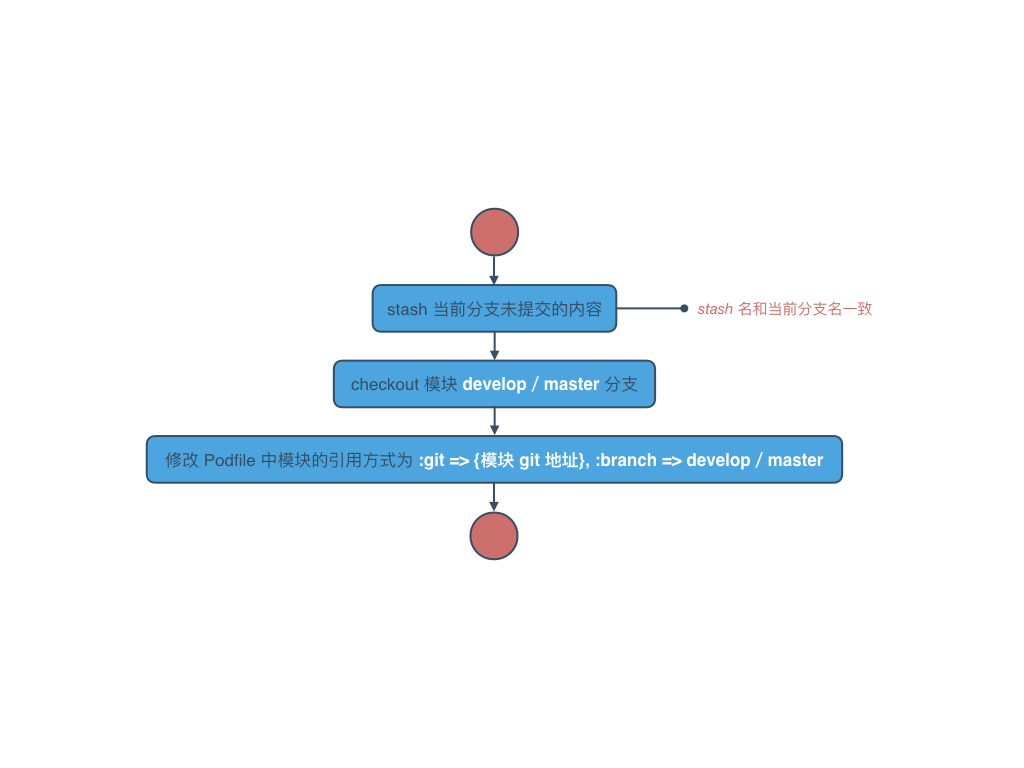 stash 当前分支未提交的内容
stash 名和当前分支名一致
checkout 模块 develop / master 分支
修改 Podfile 中模块的引用方式为 :git => {模块 git 地址}, :branch => develop / master